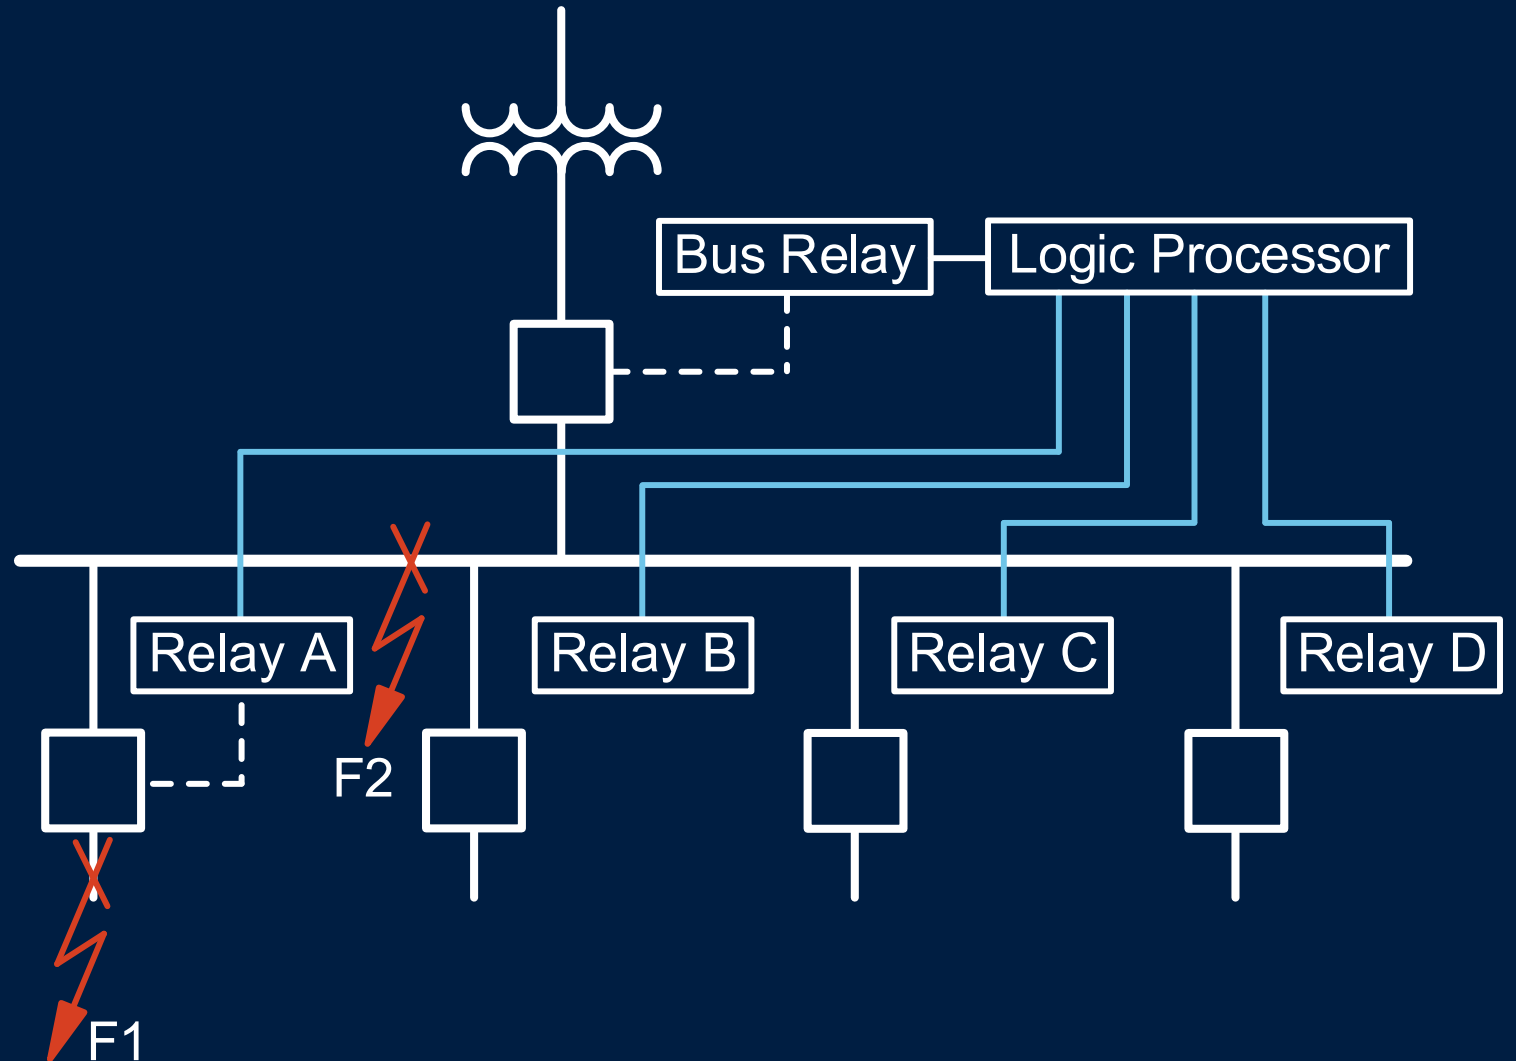 Bus Relay
Logic Processor
Relay A
Relay B
Relay C
Relay D
F2
F1